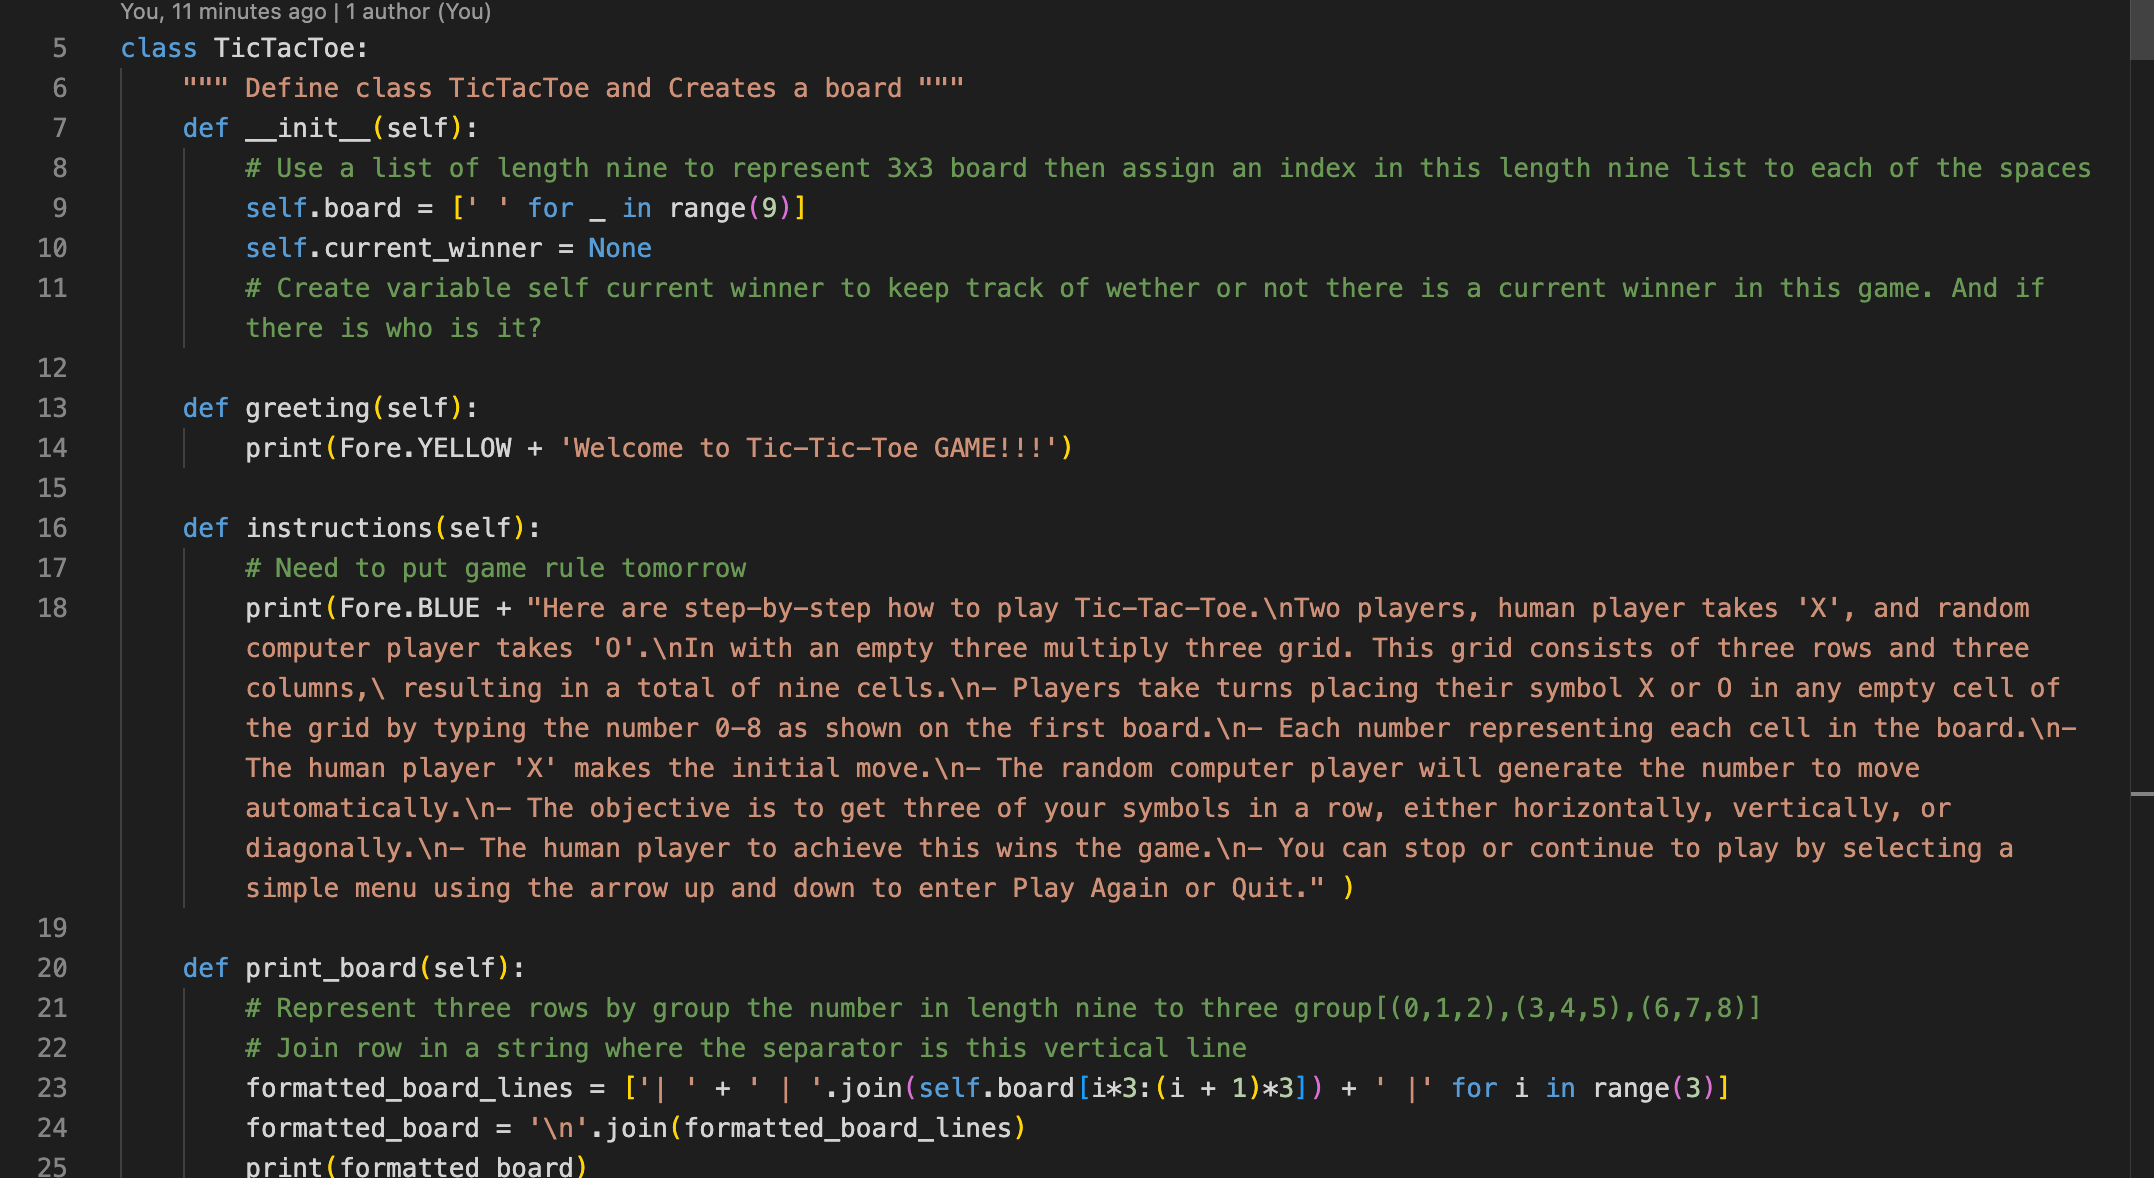 You, 11 minutes ago | 1 author (You)
5 class TicTacToe:
6 """ Define class TicTacToe and Creates a board """
7 def __init__(self):
8 # Use a list of length nine to represent 3x3 board then assign an index in this length nine list to each of the spaces
9 self.board = [' ' for _ in range(9)]
10 self.current_winner = None
11 # Create variable self current winner to keep track of wether or not there is a current winner in this game. And if
there is who is it?
12
13 def greeting(self):
14 print(Fore.YELLOW + 'Welcome to Tic-Tic-Toe GAME!!!')
15
16 def instructions(self):
17 # Need to put game rule tomorrow
18 print(Fore.BLUE + "Here are step-by-step how to play Tic-Tac-Toe.\nTwo players, human player takes 'X', and random
computer player takes 'O'.\nIn with an empty three multiply three grid. This grid consists of three rows and three
columns,\ resulting in a total of nine cells.\n- Players take turns placing their symbol X or O in any empty cell of
the grid by typing the number 0-8 as shown on the first board.\n- Each number representing each cell in the board.\n-
The human player 'X' makes the initial move.\n- The random computer player will generate the number to move
automatically.\n- The objective is to get three of your symbols in a row, either horizontally, vertically, or
diagonally.\n- The human player to achieve this wins the game.\n- You can stop or continue to play by selecting a
simple menu using the arrow up and down to enter Play Again or Quit." )
19
20 def print_board(self):
21 # Represent three rows by group the number in length nine to three group[(0,1,2),(3,4,5),(6,7,8)]
22 # Join row in a string where the separator is this vertical line
23 formatted_board_lines = ['| ' + ' | '.join(self.board[i*3:(i + 1)*3]) + ' |' for i in range(3)]
24 formatted_board = '\n'.join(formatted_board_lines)
25 print(formatted_board)